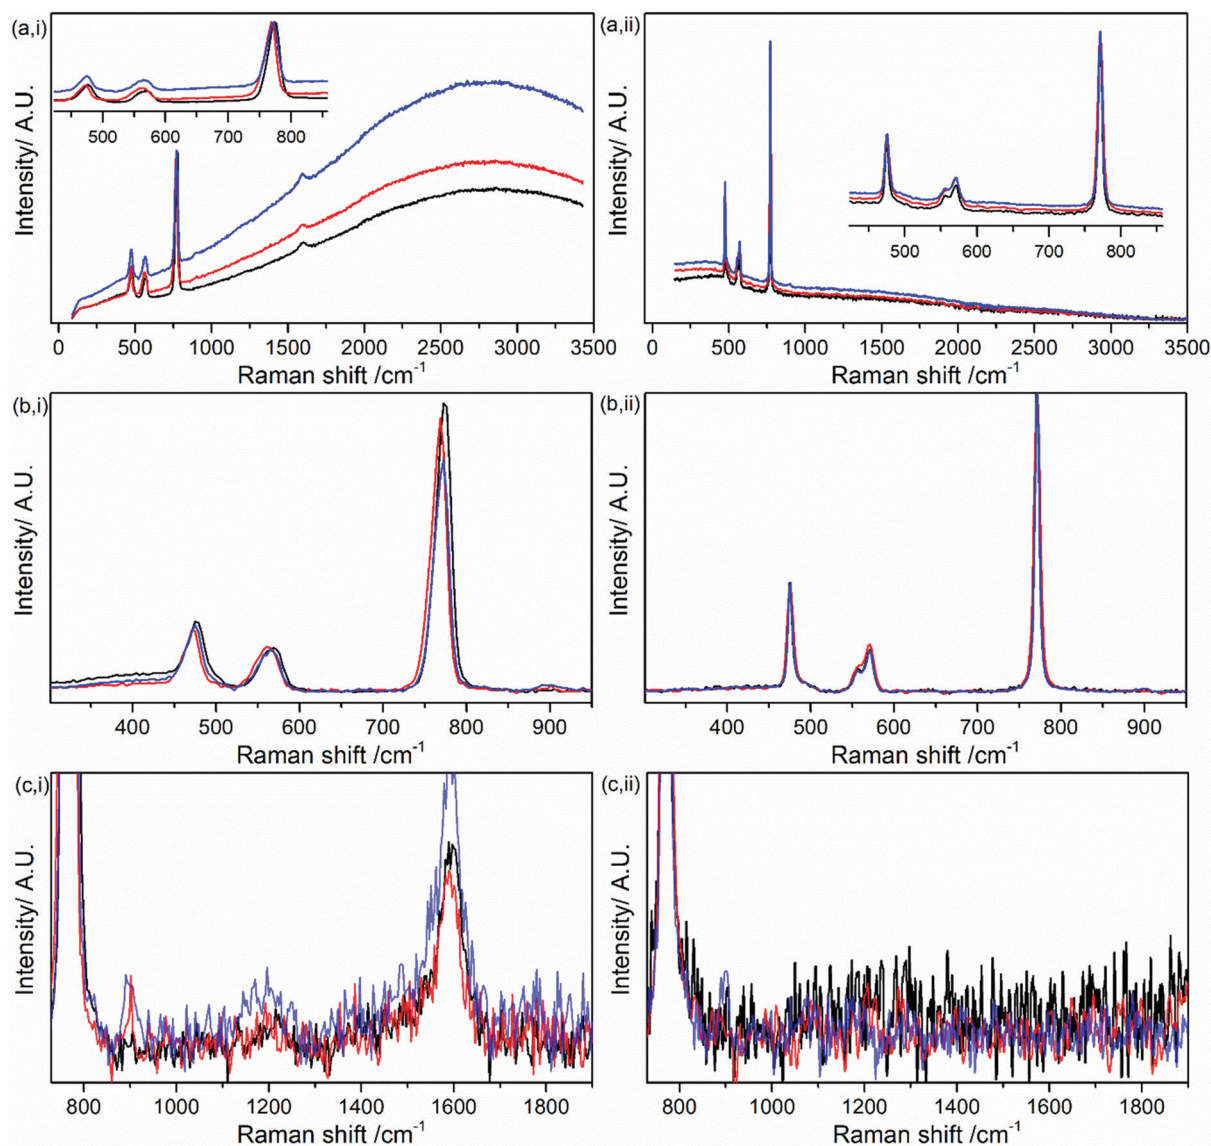 (a,i)
500 600 700 800
Intensity/ A.U.
0 500 1000 1500 2000 2500 3000 3500
Raman shift /cm⁻¹
(a,ii)
500 600 700 800
Intensity/ A.U.
0 500 1000 1500 2000 2500 3000 3500
Raman shift /cm⁻¹
(b,i)
Intensity/ A.U.
400 500 600 700 800 900
Raman shift /cm⁻¹
(b,ii)
Intensity/ A.U.
400 500 600 700 800 900
Raman shift /cm⁻¹
(c,i)
Intensity/ A.U.
800 1000 1200 1400 1600 1800
Raman shift /cm⁻¹
(c,ii)
Intensity/ A.U.
800 1000 1200 1400 1600 1800
Raman shift /cm⁻¹